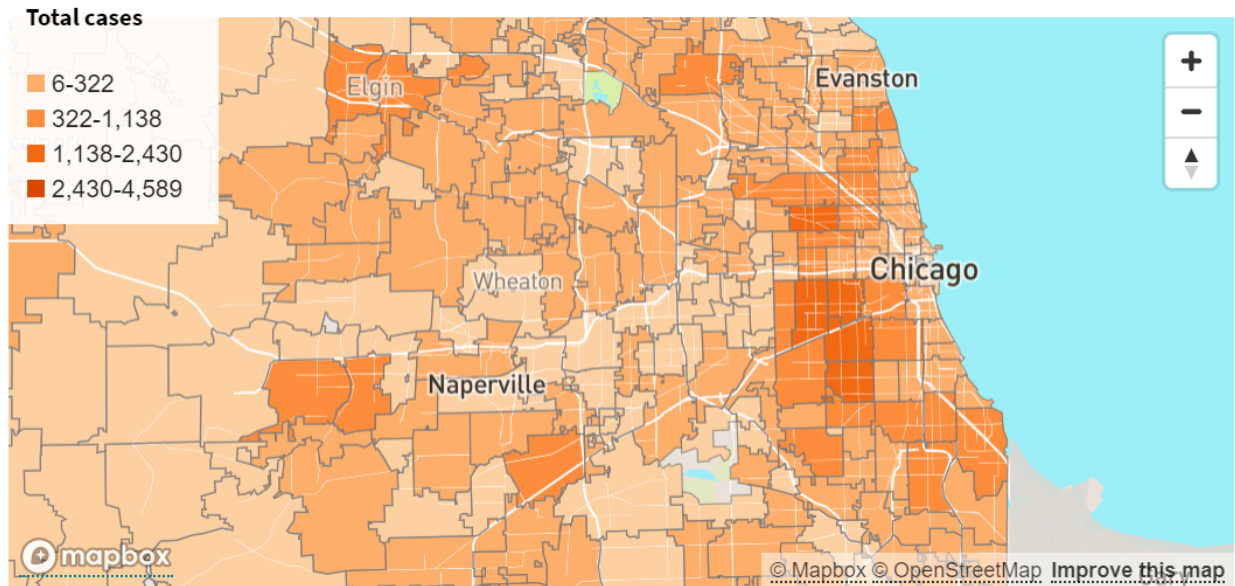 Total cases
6-322
322-1,138
1,138-2,430
2,430-4,589
Elgin
Evanston
Chicago
Wheaton
Naperville
mapbox
© Mapbox © OpenStreetMap Improve this map